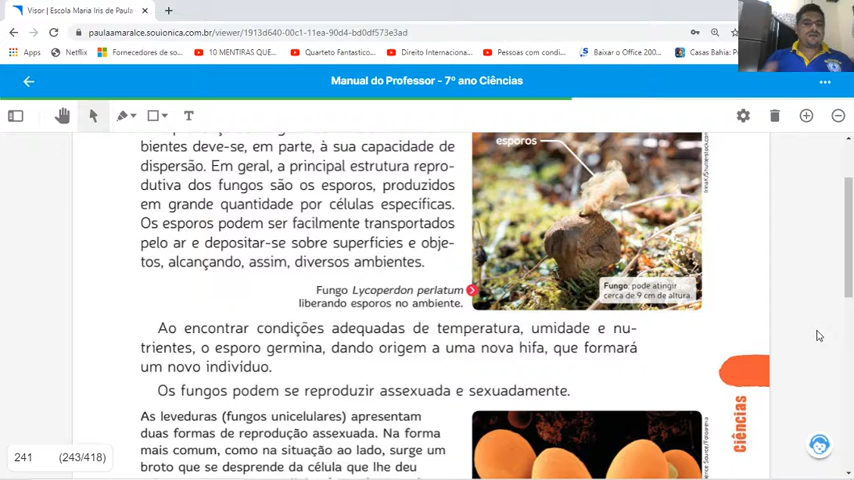 Visor | Escola Maria Iris de Paula
paulaamaralce.souionica.com.br/viewer/1913d640-00c1-11ea-90d4-bd0df573e3ad
Apps
Netflix
Fornecedores de so...
10 MENTIRAS QUE...
Quarteto Fantastico...
Direito Internaciona...
Pessoas com condi...
Baixar o Office 200...
Casas Bahia: P
Manual do Professor - 7º ano Ciências
T
bientes deve-se, em parte, à sua capacidade de
dispersão. Em geral, a principal estrutura repro-
dutiva dos fungos são os esporos, produzidos
em grande quantidade por células específicas.
Os esporos podem ser facilmente transportados
pelo ar e depositar-se sobre superfícies e obje-
tos, alcançando, assim, diversos ambientes.
esporos
Fungo Lycoperdon perlatum
liberando esporos no ambiente.
Fungo: pode atingir
cerca de 9 cm de altura.
Ao encontrar condições adequadas de temperatura, umidade e nu-
trientes, o esporo germina, dando origem a uma nova hifa, que formará
um novo indivíduo.
Os fungos podem se reproduzir assexuada e sexuadamente.
As leveduras (fungos unicelulares) apresentam
duas formas de reprodução assexuada. Na forma
mais comum, como na situação ao lado, surge um
broto que se desprende da célula que lhe deu
Ciências
241 (243/418)